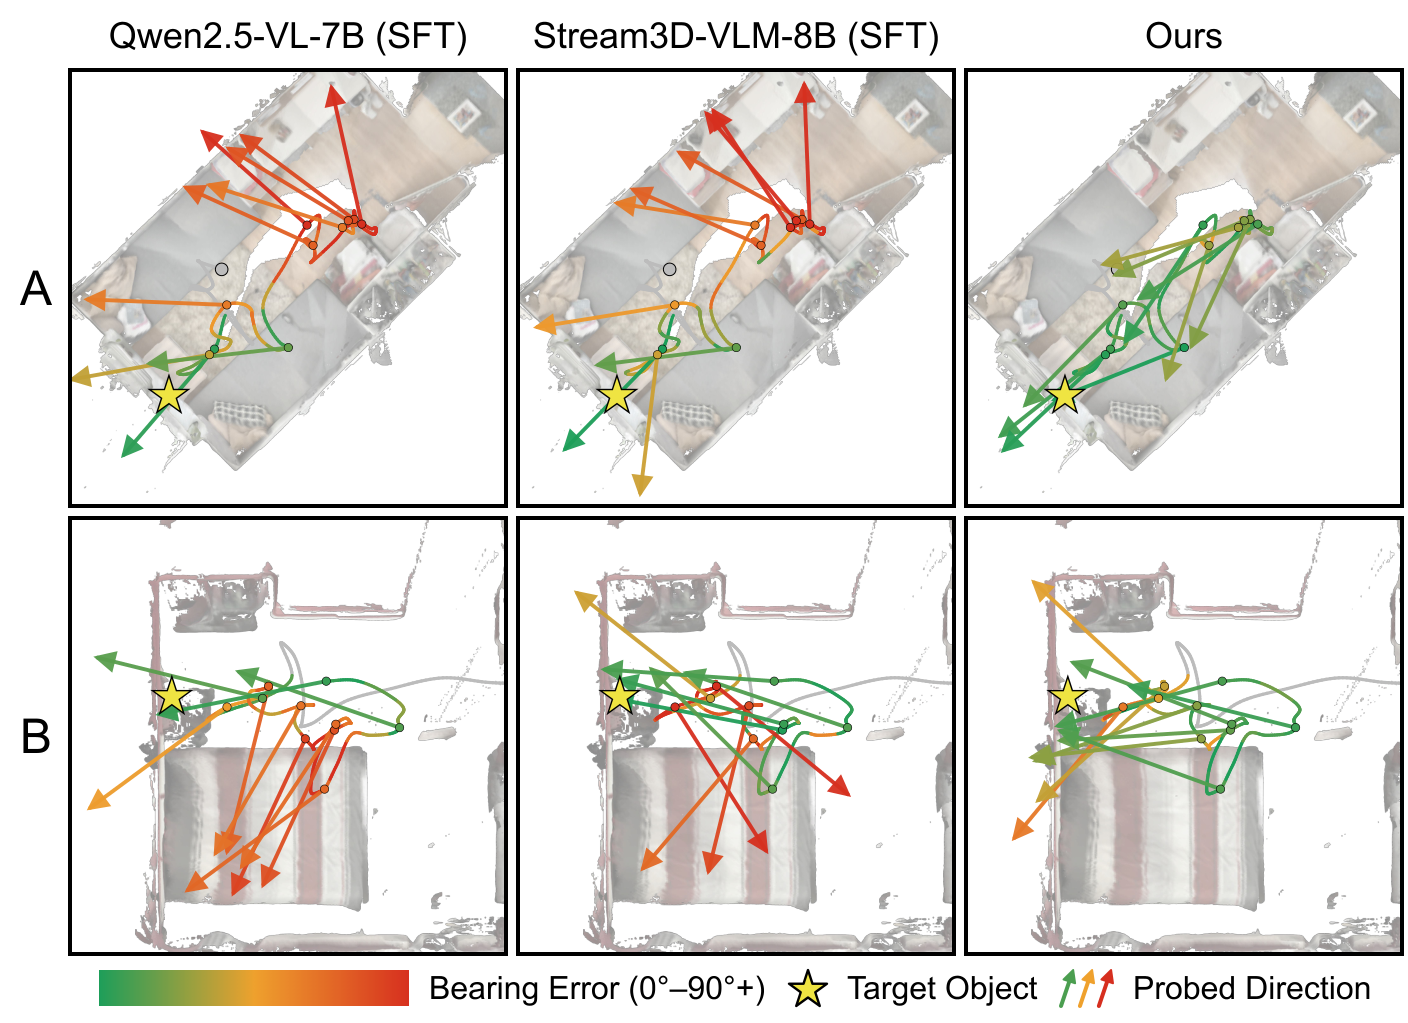 Qwen2.5-VL-7B (SFT)
Stream3D-VLM-8B (SFT)
Ours
A
B
Bearing Error (0°–90°+)
Target Object
Probed Direction